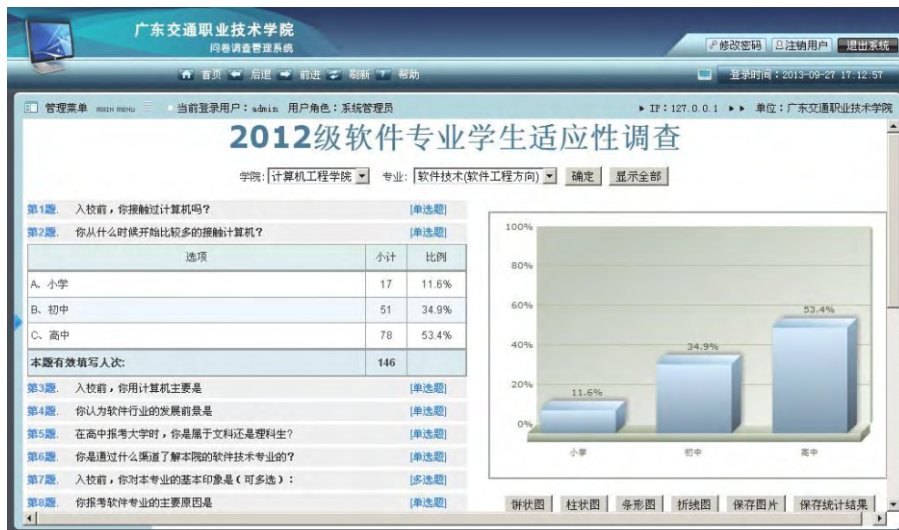 广东交通职业技术学院
问卷调查管理系统
修改密码 注销用户 退出系统
首页 后退 前进 刷新 帮助
登录时间：2013-09-27 17:12:57
管理菜单 MAIN MENU 当前登录用户：admin 用户角色：系统管理员 IP：127.0.0.1 单位：广东交通职业技术学院
2012级软件专业学生适应性调查
学院: 计算机工程学院 专业: 软件技术(软件工程方向) 确定 显示全部
第1题. 入校前，你接触过计算机吗？ [单选题]
第2题. 你从什么时候开始比较多的接触计算机？ [单选题]
选项 小计 比例
A、小学 17 11.6%
B、初中 51 34.9%
C、高中 78 53.4%
本题有效填写人次: 146
第3题. 入校前，你用计算机主要是 [单选题]
第4题. 你认为软件行业的发展前景是 [单选题]
第5题. 在高中报考大学时，你是属于文科还是理科生？ [单选题]
第6题. 你是通过什么渠道了解本院的软件技术专业的？ [单选题]
第7题. 入校前，你对本专业的基本印象是(可多选)： [多选题]
第8题. 你报考软件专业的主要原因是 [单选题]
100%
80%
60%
40%
20%
0%
11.6%
34.9%
53.4%
小学 初中 高中
饼状图 柱状图 条形图 折线图 保存图片 保存统计结果